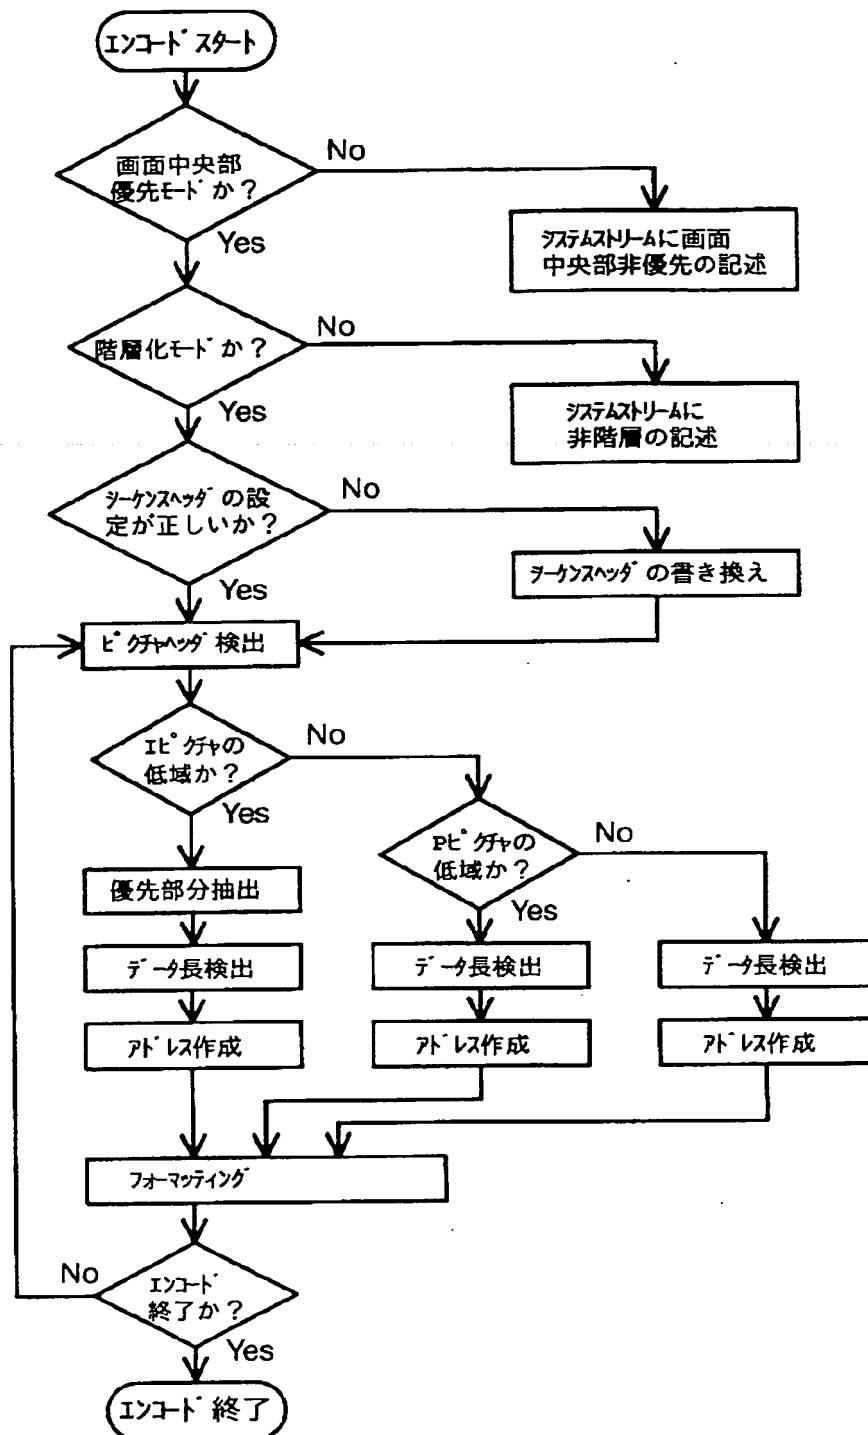 エンコード スタート
画面中央部
優先モードか？
No
Yes
システムストリームに画面
中央部非優先の記述
階層化モードか？
No
Yes
システムストリームに
非階層の記述
シーケンスヘッダの設
定が正しいか？
No
Yes
シーケンスヘッダの書き換え
ピクチャヘッダ検出
Iピクチャの
低域か？
No
Yes
Pピクチャの
低域か？
No
Yes
優先部分抽出
データ長検出
データ長検出
データ長検出
アドレス作成
アドレス作成
アドレス作成
フォーマッティング
エンコード
終了か？
No
Yes
エンコード 終了